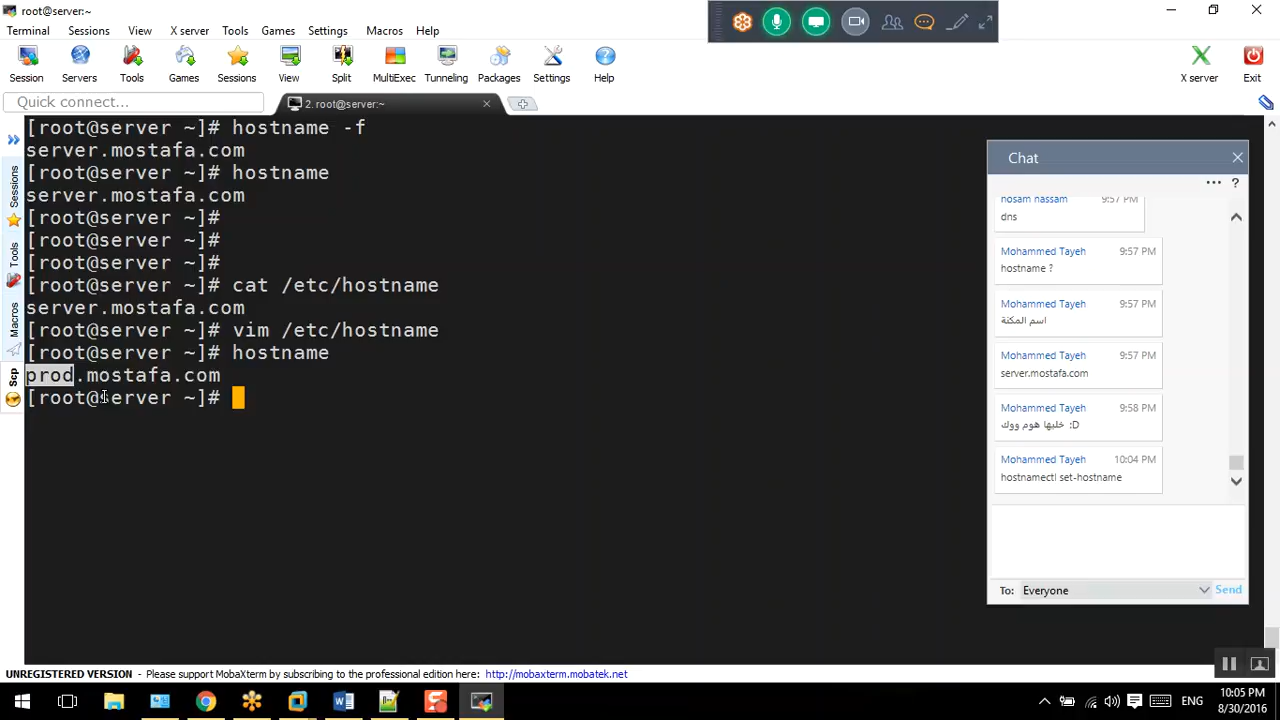 root@server:~
Terminal Sessions View X server Tools Games Settings Macros Help
Session Servers Tools Games Sessions View Split MultiExec Tunneling Packages Settings Help X server Exit
Quick connect...
2. root@server:~
[root@server ~]# hostname -f
server.mostafa.com
[root@server ~]# hostname
server.mostafa.com
[root@server ~]#
[root@server ~]#
[root@server ~]#
[root@server ~]# cat /etc/hostname
server.mostafa.com
[root@server ~]# vim /etc/hostname
[root@server ~]# hostname
prod.mostafa.com
[root@server ~]#
Sessions
Tools
Macros
Scp
Chat
... ?
hosam hassam 9:57 PM
dns
Mohammed Tayeh 9:57 PM
hostname ?
Mohammed Tayeh 9:57 PM
اسم المكنة
Mohammed Tayeh 9:57 PM
server.mostafa.com
Mohammed Tayeh 9:58 PM
خليها هوم وورك :D
Mohammed Tayeh 10:04 PM
hostnamectl set-hostname
To: Everyone Send
UNREGISTERED VERSION - Please support MobaXterm by subscribing to the professional edition here: http://mobaxterm.mobatek.net
ENG
10:05 PM
8/30/2016